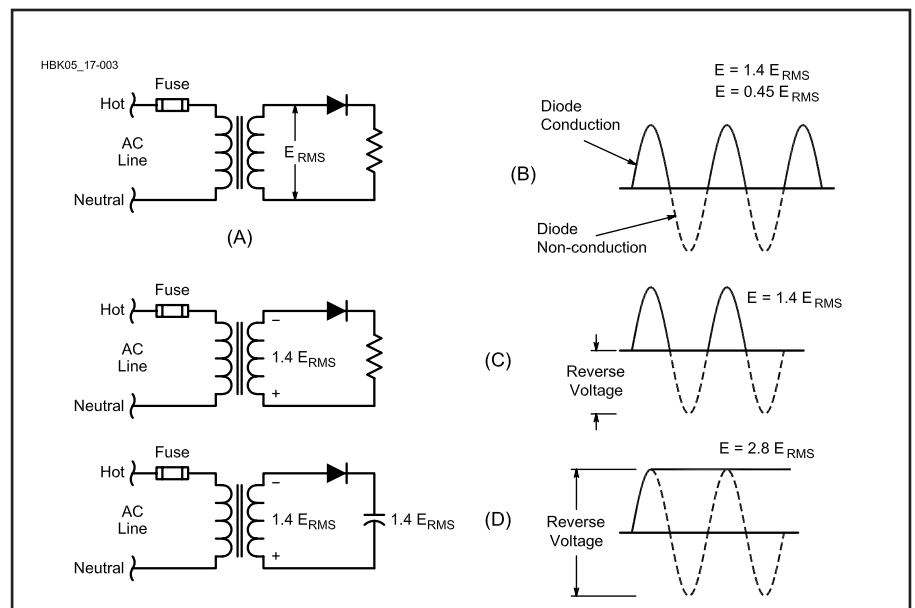 HBK05_17-003
Fuse
Hot
AC
Line
Neutral
E RMS
(A)
E = 1.4 E RMS
E = 0.45 E RMS
Diode
Conduction
(B)
Diode
Non-conduction
Fuse
Hot
AC
Line
Neutral
–
1.4 E RMS
+
(C)
E = 1.4 E RMS
Reverse
Voltage
Fuse
Hot
AC
Line
Neutral
–
1.4 E RMS
+
1.4 E RMS
(D)
E = 2.8 E RMS
Reverse
Voltage